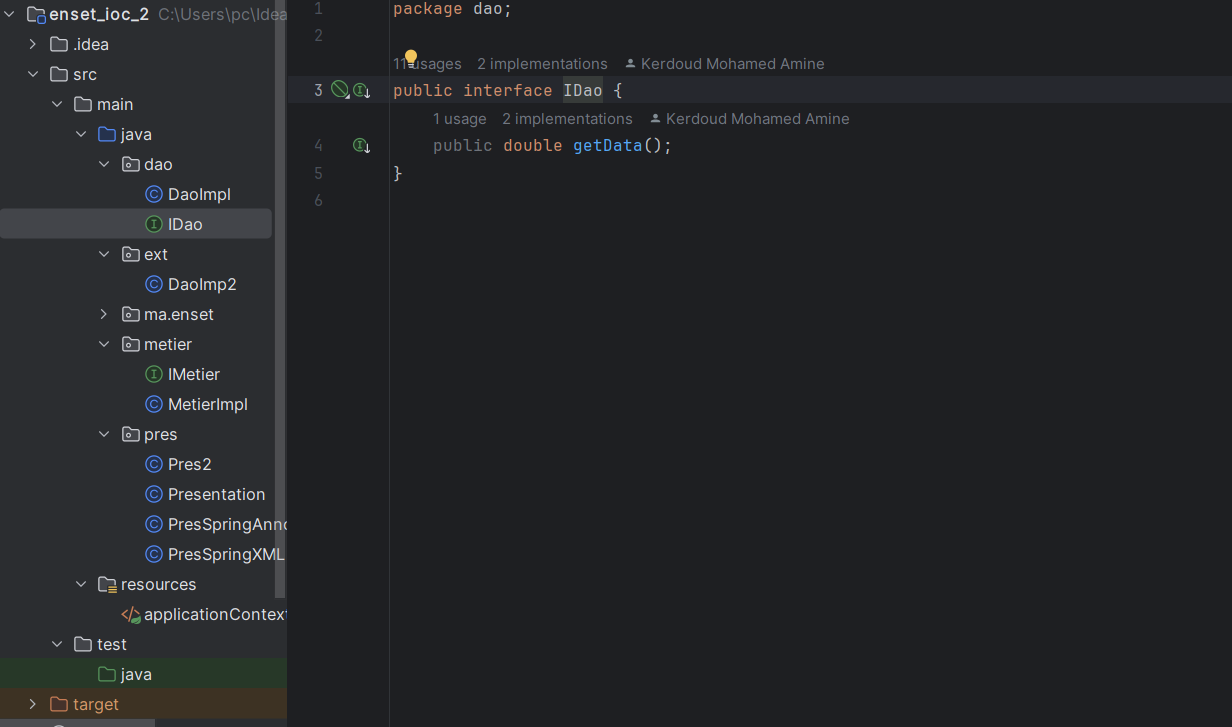 enset_ioc_2 C:\Users\pc\Idea
.idea
src
main
java
dao
DaoImpl
IDao
ext
DaoImp2
ma.enset
metier
IMetier
MetierImpl
pres
Pres2
Presentation
PresSpringAnno
PresSpringXML
resources
applicationContext
test
java
target
1 package dao;
2
11 usages 2 implementations Kerdoud Mohamed Amine
3 public interface IDao {
1 usage 2 implementations Kerdoud Mohamed Amine
4 public double getData();
5 }
6